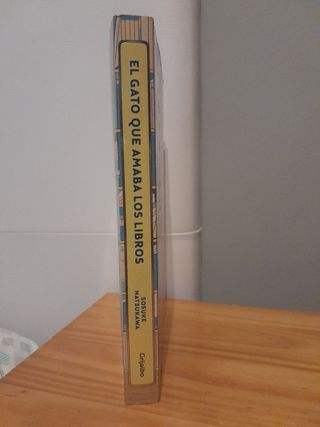 EL GATO QUE AMABA LOS LIBROS
SOSUKE
NATSUKAWA
Grijalbo